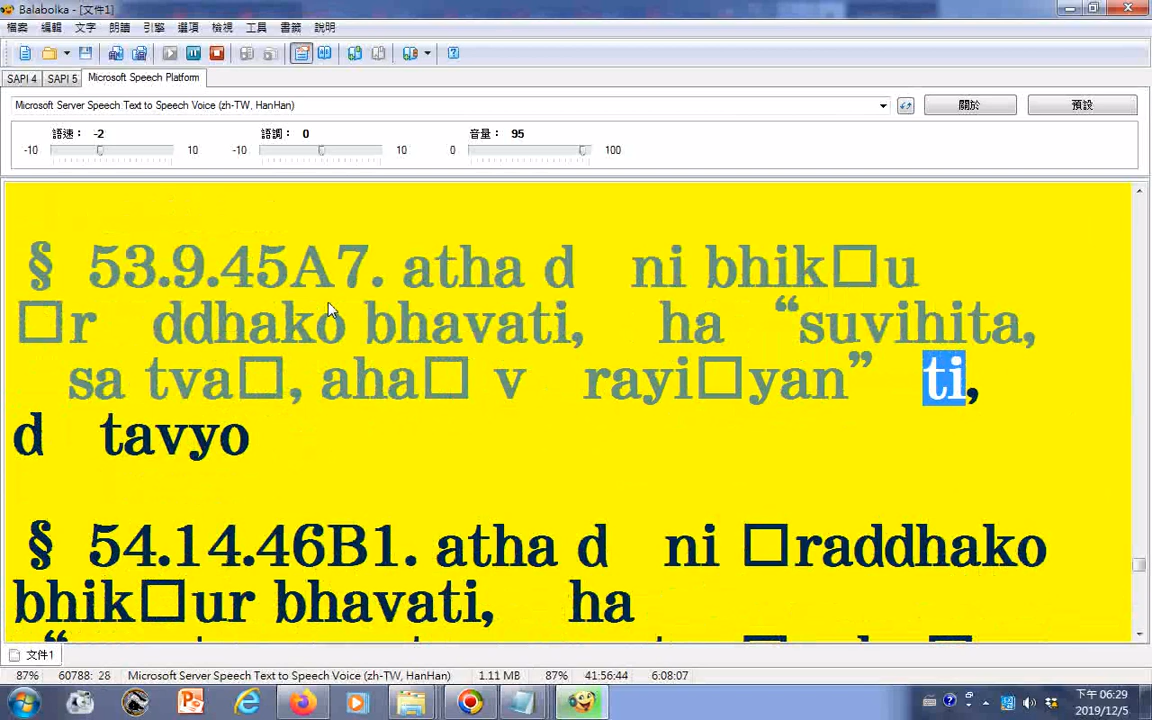 Balabolka - [文件1]
檔案 編輯 文字 朗讀 引擎 選項 檢視 工具 書籤 說明
SAPI 4 SAPI 5 Microsoft Speech Platform
Microsoft Server Speech Text to Speech Voice (zh-TW, HanHan) 關於 預設
語速： -2 語調： 0 音量： 95
-10 10 -10 10 0 100
§ 53.9.45A7. atha d ni bhik□u
□r ddhako bhavati, ha “suvihita,
sa tva□, aha□ v rayi□yan” ti,
d tavyo
§ 54.14.46B1. atha d ni □raddhako
bhik□ur bhavati, ha
文件1
87% 60788: 28 Microsoft Server Speech Text to Speech Voice (zh-TW, HanHan) 1.11 MB 87% 41:56:44 6:08:07
下午 06:29
2019/12/5